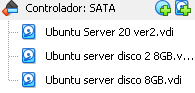 Controlador: SATA
Ubuntu Server 20 ver2.vdi
Ubuntu server disco 2 8GB.v...
Ubuntu server disco 8GB.vdi